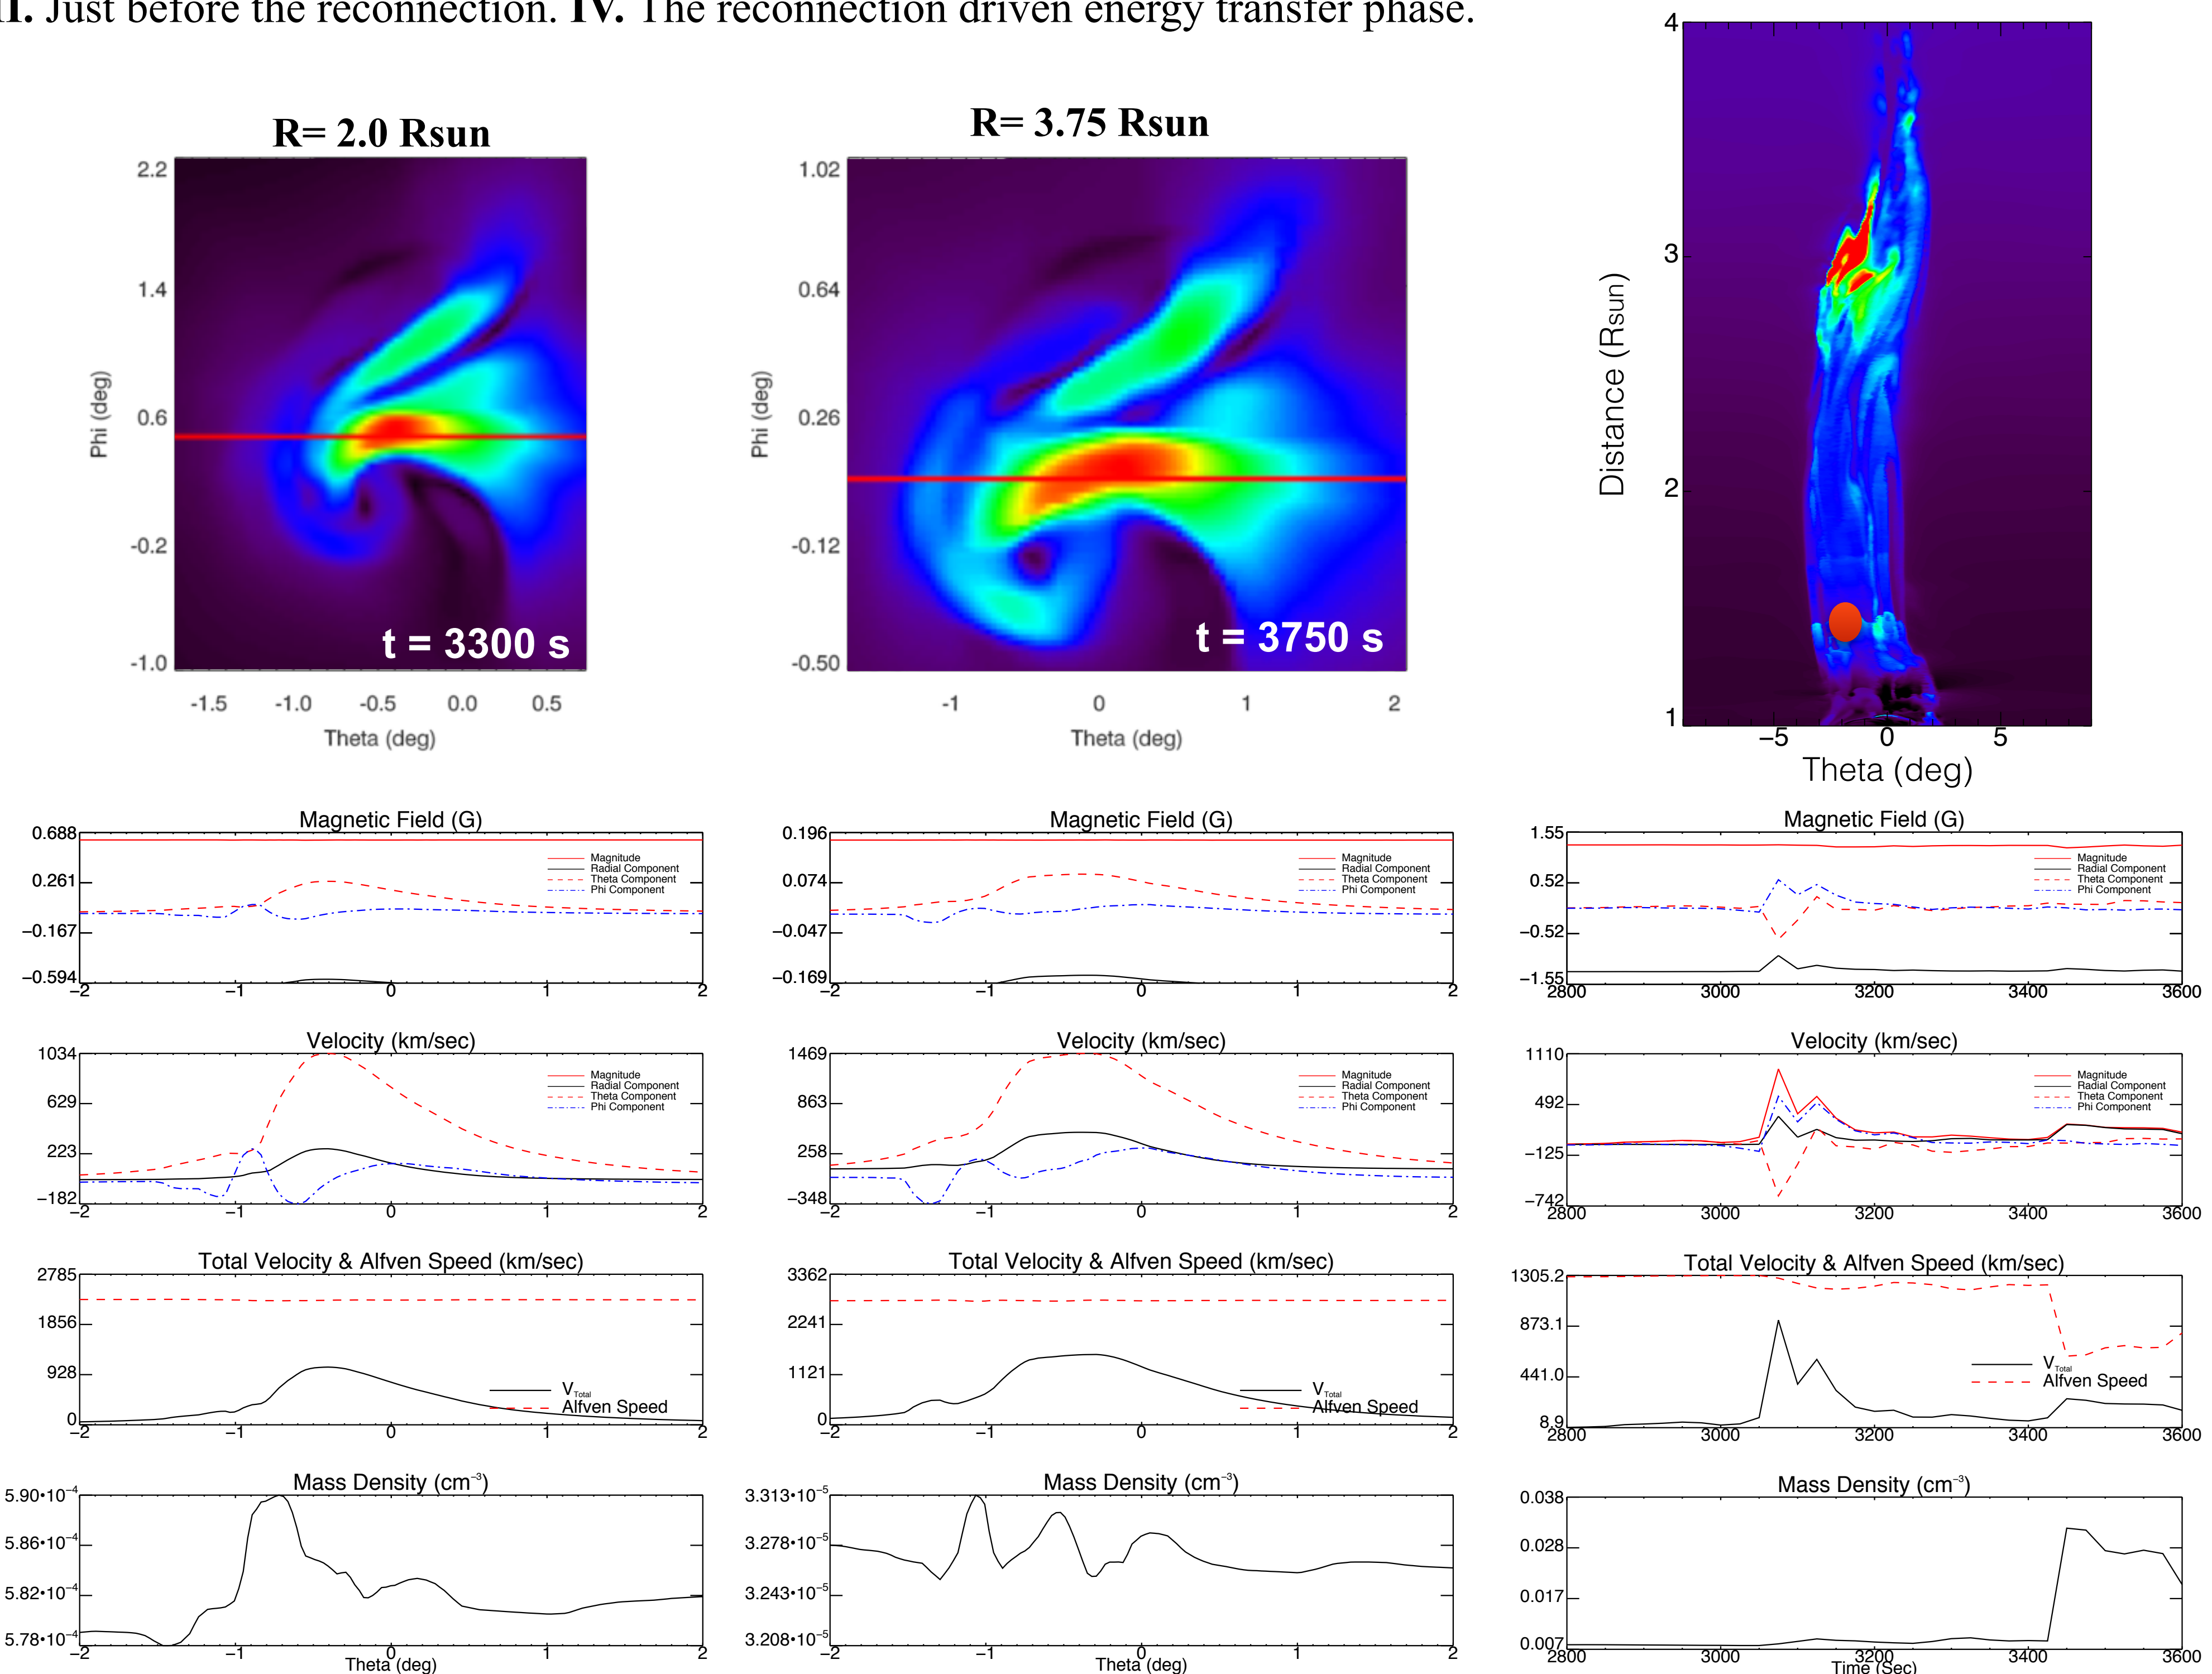 II. Just before the reconnection. IV. The reconnection driven energy transfer phase.
R= 2.0 Rsun
2.2
1.4
0.6
-0.2
-1.0
Phi (deg)
t = 3300 s
-1.5 -1.0 -0.5 0.0 0.5
Theta (deg)
R= 3.75 Rsun
1.02
0.64
0.26
-0.12
-0.50
Phi (deg)
t = 3750 s
-1 0 1 2
Theta (deg)
4
3
2
1
Distance (Rsun)
−5 0 5
Theta (deg)
Magnetic Field (G)
0.688
0.261
−0.167
−0.594
Magnitude
Radial Component
Theta Component
Phi Component
−2 −1 0 1 2
Magnetic Field (G)
0.196
0.074
−0.047
−0.169
Magnitude
Radial Component
Theta Component
Phi Component
−2 −1 0 1 2
Magnetic Field (G)
1.55
0.52
−0.52
−1.55
Magnitude
Radial Component
Theta Component
Phi Component
2800 3000 3200 3400 3600
Velocity (km/sec)
1034
629
223
−182
Magnitude
Radial Component
Theta Component
Phi Component
−2 −1 0 1 2
Velocity (km/sec)
1469
863
258
−348
Magnitude
Radial Component
Theta Component
Phi Component
−2 −1 0 1 2
Velocity (km/sec)
1110
492
−125
−742
Magnitude
Radial Component
Theta Component
Phi Component
2800 3000 3200 3400 3600
Total Velocity & Alfven Speed (km/sec)
2785
1856
928
0
VTotal
Alfven Speed
−2 −1 0 1 2
Total Velocity & Alfven Speed (km/sec)
3362
2241
1121
0
VTotal
Alfven Speed
−2 −1 0 1 2
Total Velocity & Alfven Speed (km/sec)
1305.2
873.1
441.0
8.9
VTotal
Alfven Speed
2800 3000 3200 3400 3600
Mass Density (cm⁻³)
5.90•10⁻⁴
5.86•10⁻⁴
5.82•10⁻⁴
5.78•10⁻⁴
−2 −1 0 1 2
Theta (deg)
Mass Density (cm⁻³)
3.313•10⁻⁵
3.278•10⁻⁵
3.243•10⁻⁵
3.208•10⁻⁵
−2 −1 0 1 2
Theta (deg)
Mass Density (cm⁻³)
0.038
0.028
0.017
0.007
2800 3000 3200 3400 3600
Time (Sec)